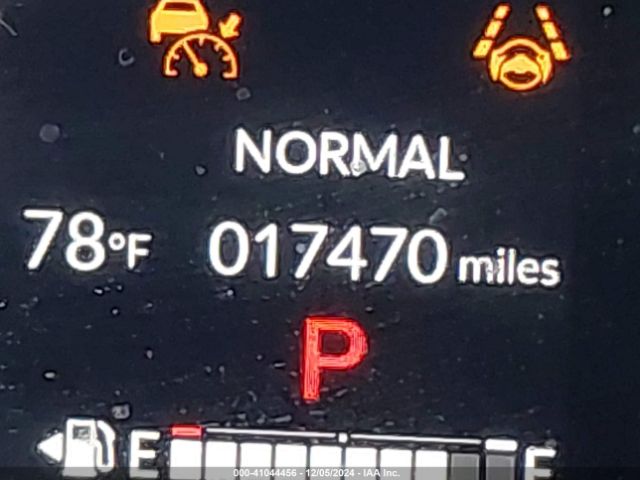 NORMAL
78°F 017470 miles
P
E F
000-41044456 - 12/05/2024 - IAA Inc.